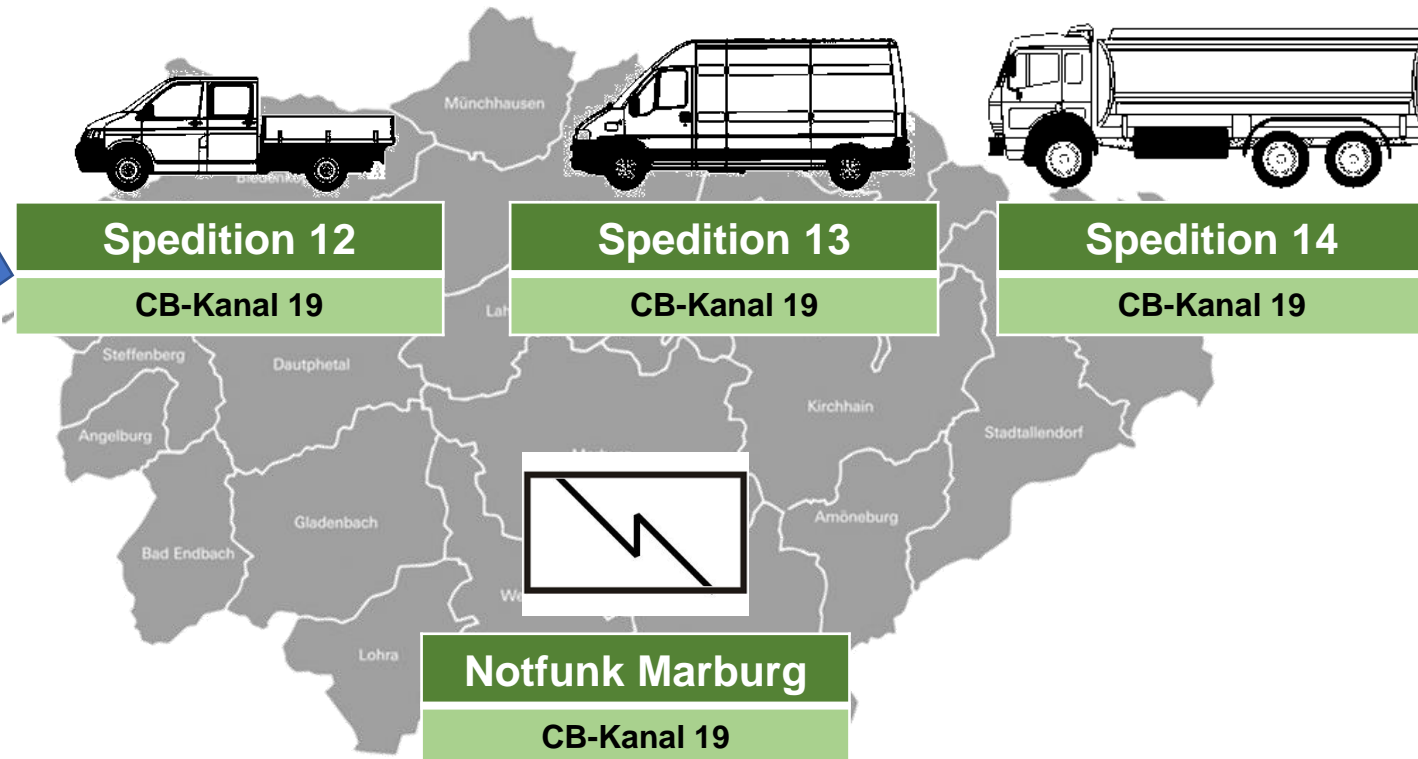 Münchhausen
Spedition 12
CB-Kanal 19
Spedition 13
CB-Kanal 19
Spedition 14
CB-Kanal 19
Steffenberg
Dautphetal
Angelburg
Kirchhain
Stadtallendorf
Gladenbach
Amöneburg
Bad Endbach
Lohra
Notfunk Marburg
CB-Kanal 19